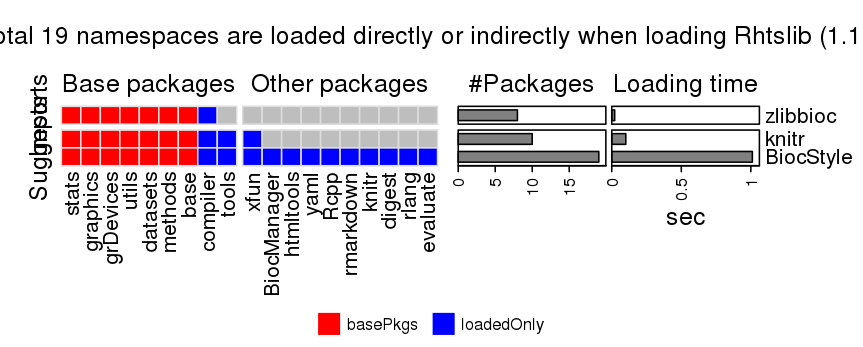 otal 19 namespaces are loaded directly or indirectly when loading Rhtslib (1.1
Base packages Other packages #Packages Loading time
Imports
Suggests
zlibbioc
knitr
BiocStyle
stats
graphics
grDevices
utils
datasets
methods
base
compiler
tools
xfun
BiocManager
htmltools
yaml
Rcpp
rmarkdown
knitr
digest
rlang
evaluate
0 5 10 15
0 0.5 1
sec
basePkgs loadedOnly